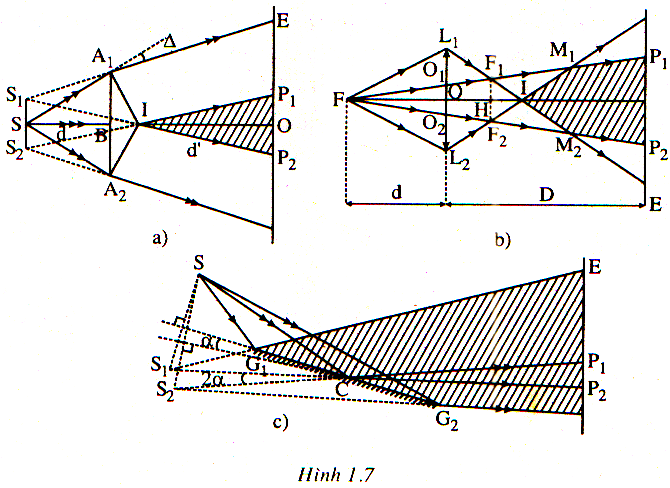 E
A₁
Δ
S₁
S
S₂
d
B
I
d'
P₁
O
P₂
A₂
a)
L₁
O₁
F₁
M₁
P₁
F
O
H
I
O₂
F₂
M₂
P₂
L₂
d
D
E
b)
S
E
α
S₁
G₁
2α
S₂
C
P₁
P₂
G₂
c)
Hình 1.7